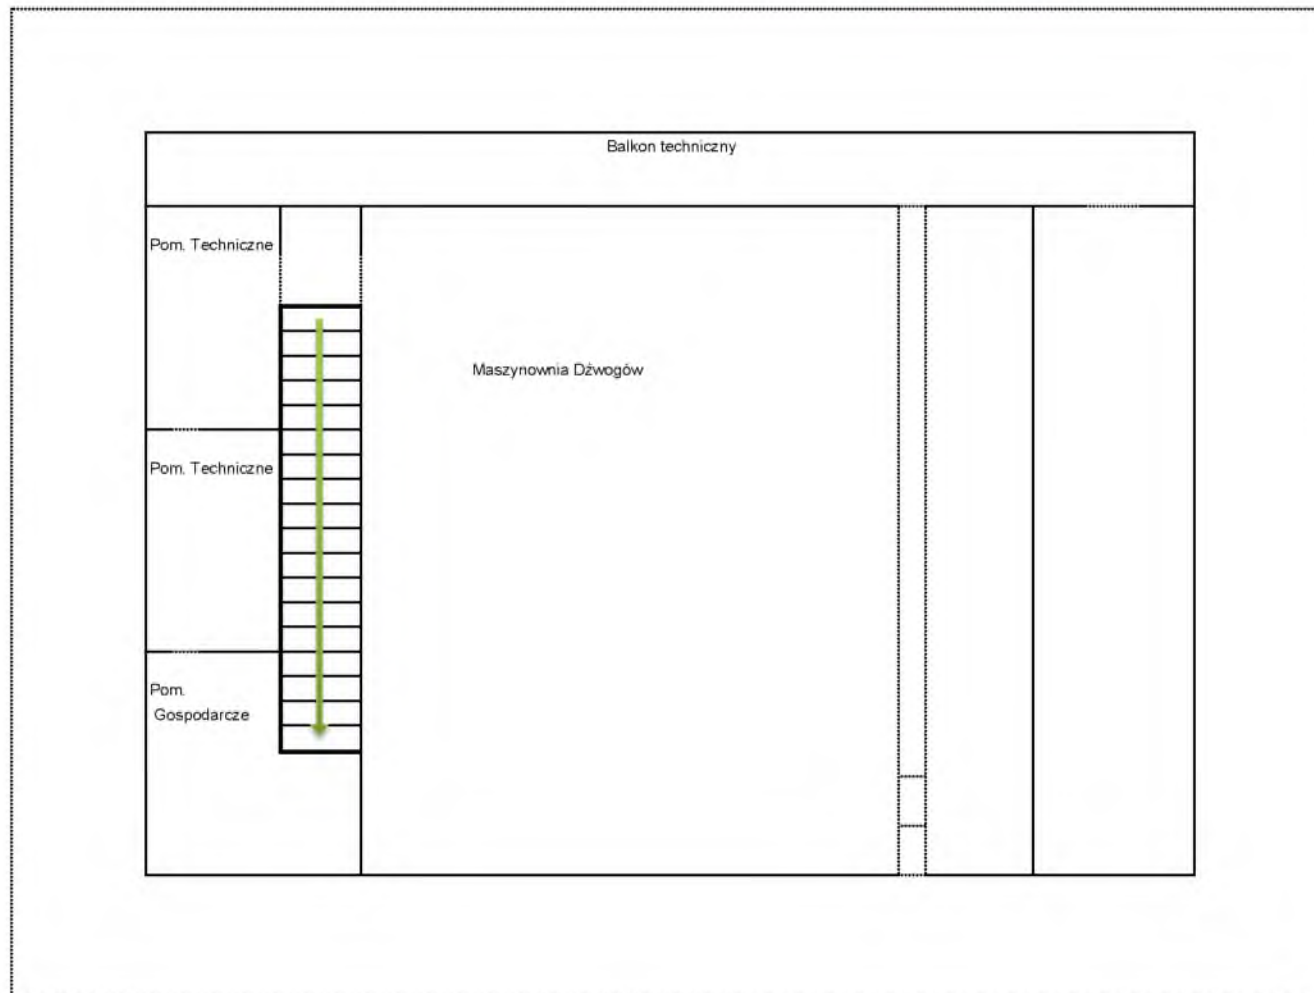 Balkon techniczny
Pom. Techniczne
Maszynownia Dźwogów
Pom. Techniczne
Pom.
Gospodarcze